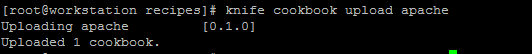 [root@workstation recipes]# knife cookbook upload apache
Uploading apache [0.1.0]
Uploaded 1 cookbook.